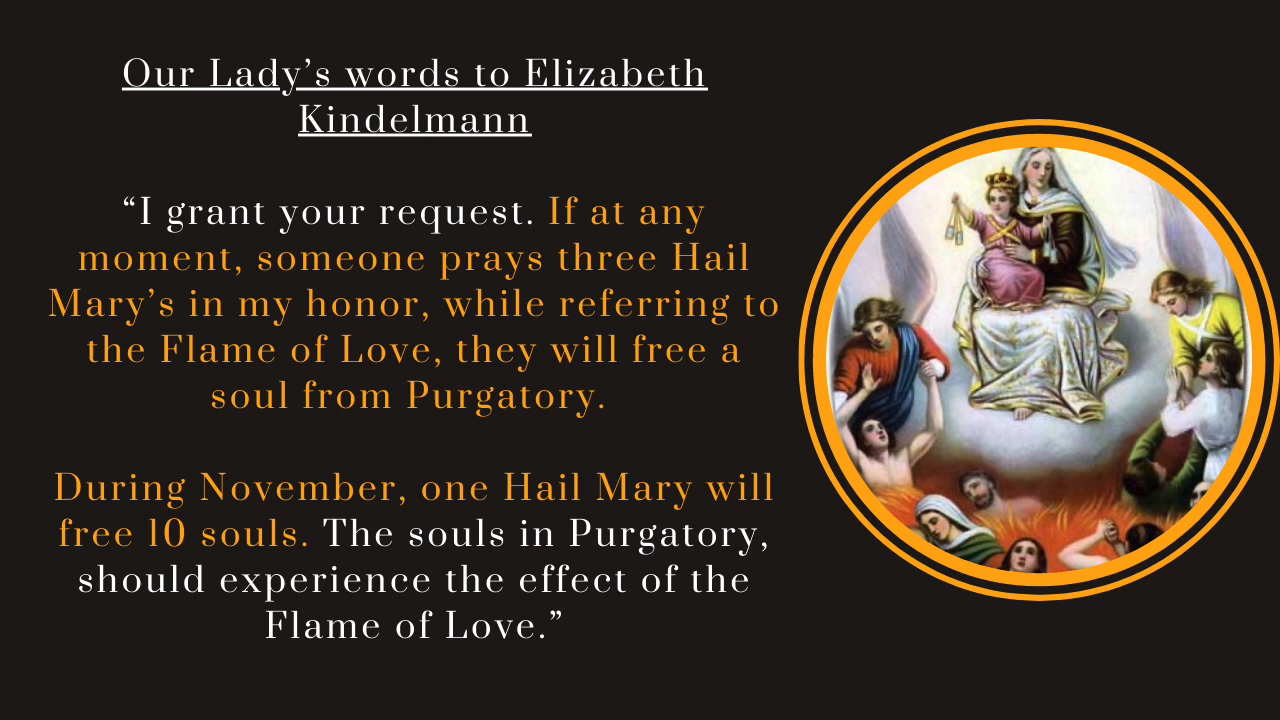 Our Lady’s words to Elizabeth
Kindelmann
“I grant your request. If at any
moment, someone prays three Hail
Mary’s in my honor, while referring to
the Flame of Love, they will free a
soul from Purgatory.
During November, one Hail Mary will
free 10 souls. The souls in Purgatory,
should experience the effect of the
Flame of Love.”